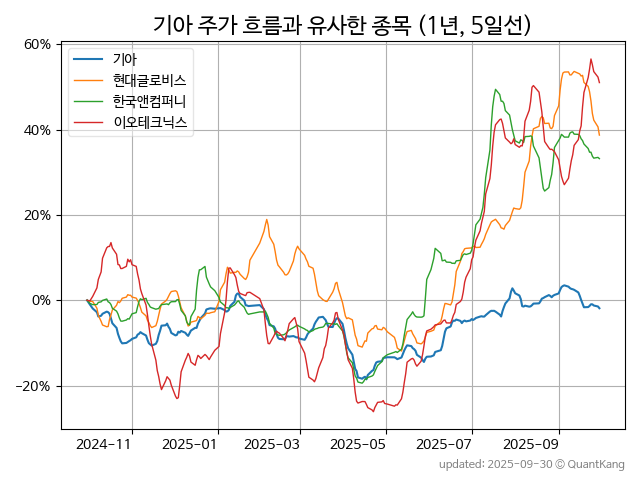 기아 주가 흐름과 유사한 종목 (1년, 5일선)
60%
40%
20%
0%
−20%
기아
현대글로비스
한국앤컴퍼니
이오테크닉스
2024-11
2025-01
2025-03
2025-05
2025-07
2025-09
updated: 2025-09-30 © QuantKang